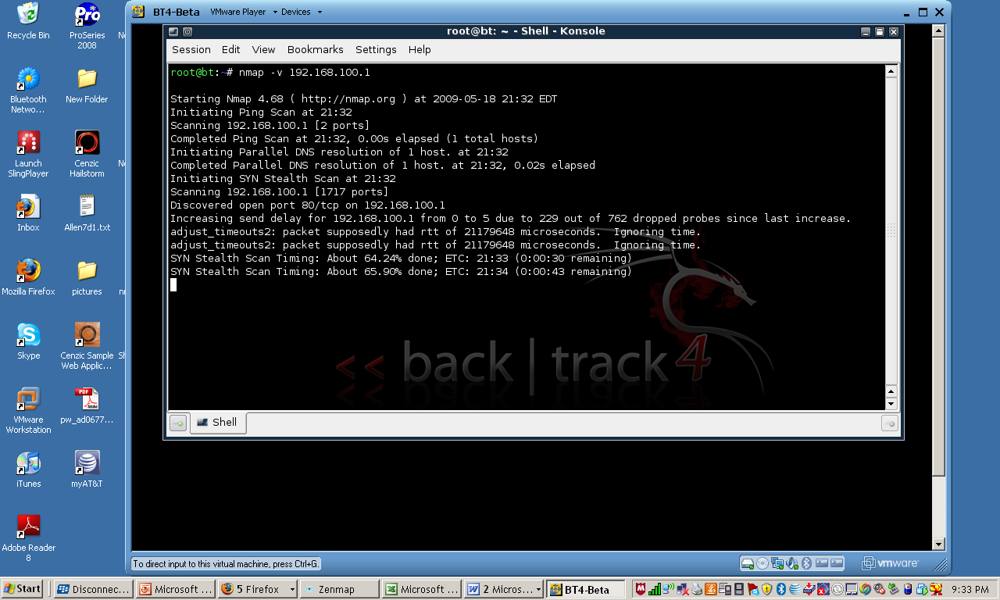 Recycle Bin
ProSeries 2008
Bluetooth Netwo...
New Folder
Launch SlingPlayer
Cenzic Hailstorm
Inbox
Allen7d1.txt
Mozilla Firefox
pictures
Skype
Cenzic Sample Web Applic...
VMware Workstation
pw_ad0677...
iTunes
myAT&T
Adobe Reader 8
BT4-Beta VMware Player Devices
root@bt: ~ - Shell - Konsole
Session Edit View Bookmarks Settings Help
root@bt:~# nmap -v 192.168.100.1
Starting Nmap 4.68 ( http://nmap.org ) at 2009-05-18 21:32 EDT
Initiating Ping Scan at 21:32
Scanning 192.168.100.1 [2 ports]
Completed Ping Scan at 21:32, 0.00s elapsed (1 total hosts)
Initiating Parallel DNS resolution of 1 host. at 21:32
Completed Parallel DNS resolution of 1 host. at 21:32, 0.02s elapsed
Initiating SYN Stealth Scan at 21:32
Scanning 192.168.100.1 [1717 ports]
Discovered open port 80/tcp on 192.168.100.1
Increasing send delay for 192.168.100.1 from 0 to 5 due to 229 out of 762 dropped probes since last increase.
adjust_timeouts2: packet supposedly had rtt of 21179648 microseconds.  Ignoring time.
adjust_timeouts2: packet supposedly had rtt of 21179648 microseconds.  Ignoring time.
SYN Stealth Scan Timing: About 64.24% done; ETC: 21:33 (0:00:30 remaining)
SYN Stealth Scan Timing: About 65.90% done; ETC: 21:34 (0:00:43 remaining)
<< back | track 4
Shell
To direct input to this virtual machine, press Ctrl+G.
vmware
Start Disconnec... Microsoft ... 5 Firefox Zenmap Microsoft ... 2 Micros... BT4-Beta 9:33 PM